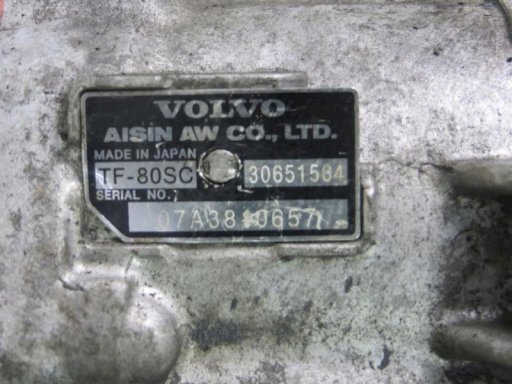 VOLVO
AISIN AW CO., LTD.
MADE IN JAPAN
TF-80SC 30651564
SERIAL NO.